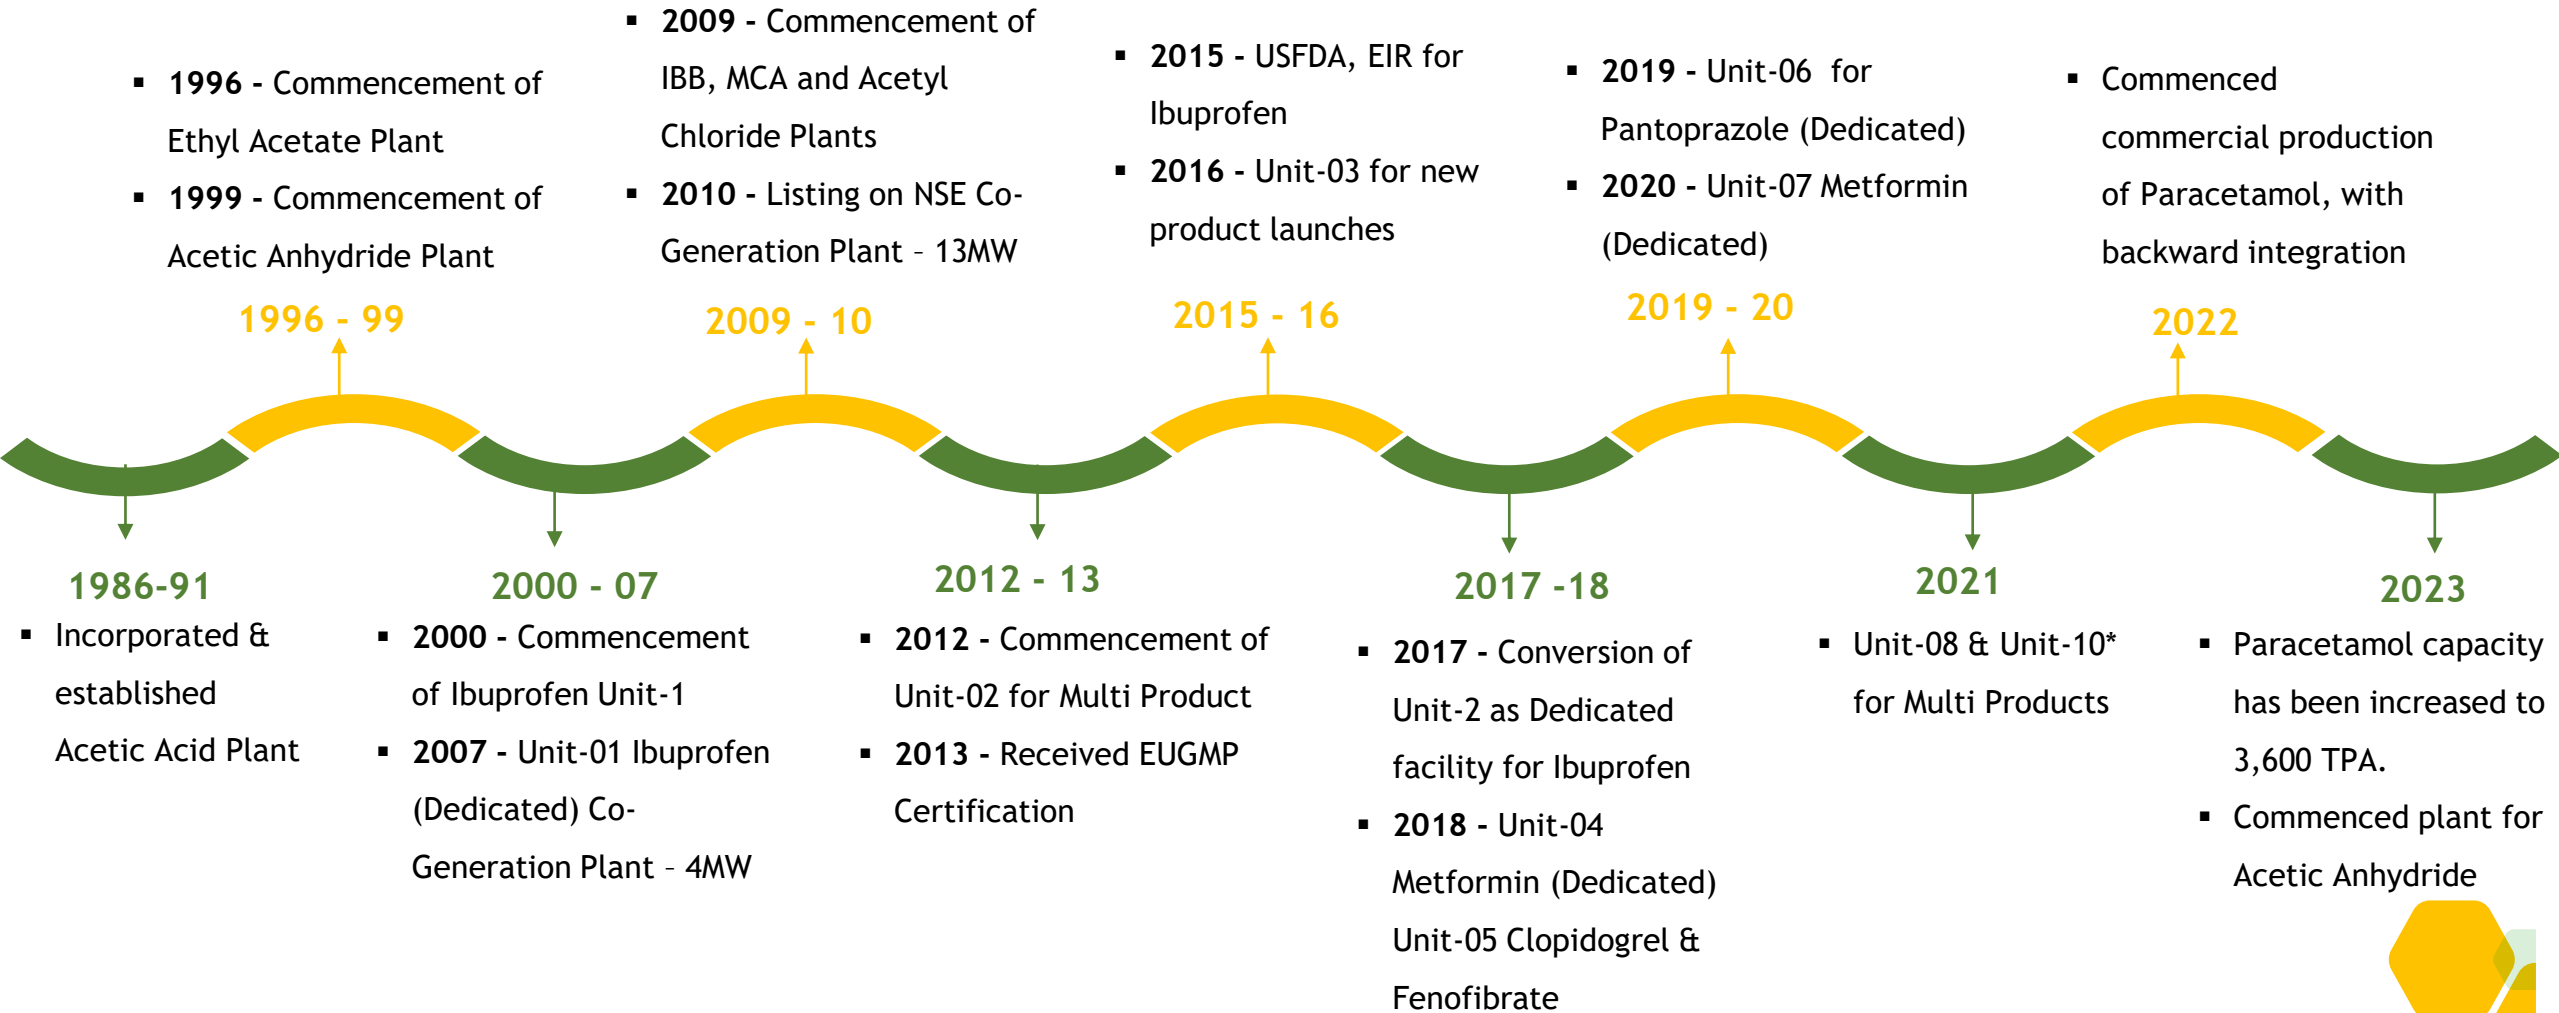 ▪ 1996 - Commencement of
Ethyl Acetate Plant
▪ 1999 - Commencement of
Acetic Anhydride Plant
1996 - 99
▪ 2009 - Commencement of
IBB, MCA and Acetyl
Chloride Plants
▪ 2010 - Listing on NSE Co-
Generation Plant – 13MW
2009 - 10
▪ 2015 - USFDA, EIR for
Ibuprofen
▪ 2016 - Unit-03 for new
product launches
2015 - 16
▪ 2019 - Unit-06 for
Pantoprazole (Dedicated)
▪ 2020 - Unit-07 Metformin
(Dedicated)
2019 - 20
▪ Commenced
commercial production
of Paracetamol, with
backward integration
2022
1986-91
▪ Incorporated &
established
Acetic Acid Plant
2000 - 07
▪ 2000 - Commencement
of Ibuprofen Unit-1
▪ 2007 - Unit-01 Ibuprofen
(Dedicated) Co-
Generation Plant – 4MW
2012 - 13
▪ 2012 - Commencement of
Unit-02 for Multi Product
▪ 2013 - Received EUGMP
Certification
2017 -18
▪ 2017 - Conversion of
Unit-2 as Dedicated
facility for Ibuprofen
▪ 2018 - Unit-04
Metformin (Dedicated)
Unit-05 Clopidogrel &
Fenofibrate
2021
▪ Unit-08 & Unit-10*
for Multi Products
2023
▪ Paracetamol capacity
has been increased to
3,600 TPA.
▪ Commenced plant for
Acetic Anhydride